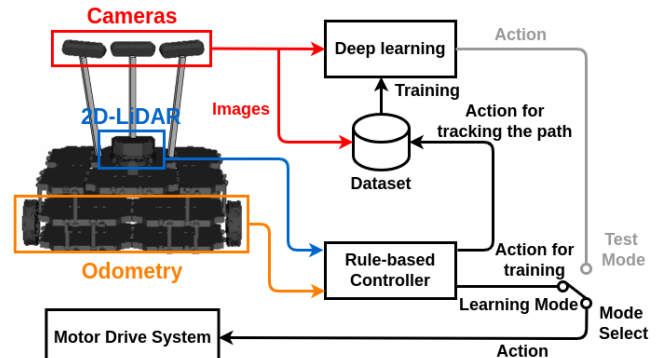 Cameras
Deep learning
Action
Training
2D-LiDAR
Images
Action for
tracking the path
Dataset
Odometry
Rule-based
Controller
Action for
training
Test
Mode
Learning Mode
Mode
Select
Motor Drive System
Action